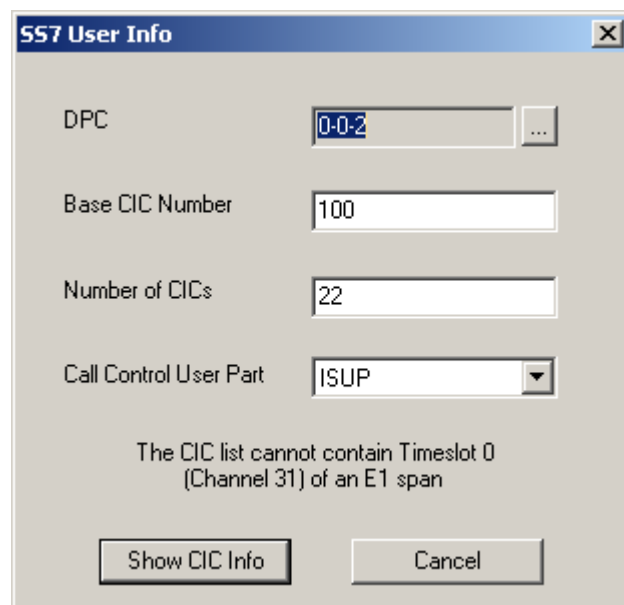 SS7 User Info
DPC 0-0-2 ...
Base CIC Number 100
Number of CICs 22
Call Control User Part ISUP
The CIC list cannot contain Timeslot 0
(Channel 31) of an E1 span
Show CIC Info Cancel